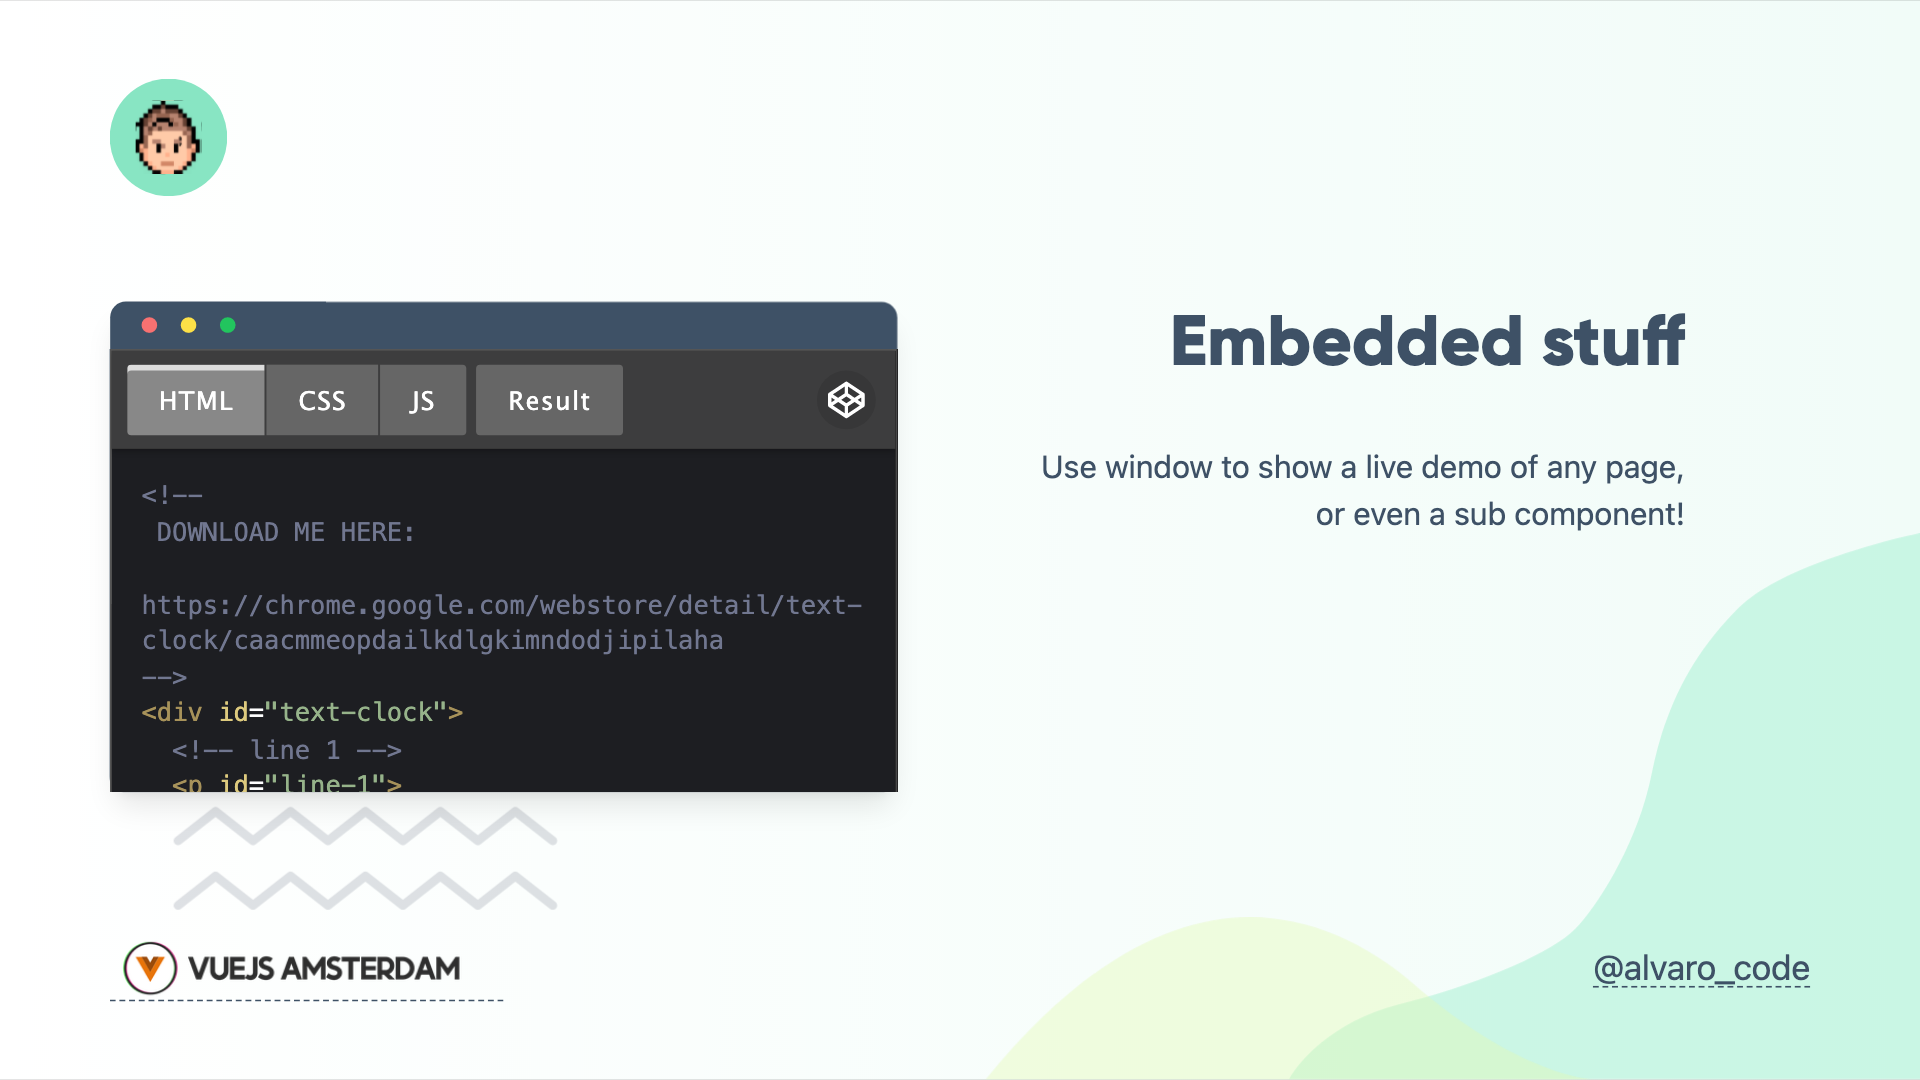 HTML CSS JS Result
<!--
DOWNLOAD ME HERE:
https://chrome.google.com/webstore/detail/text-
clock/caacmmeopdailkdlgkimndodjipilaha
-->
<div id="text-clock">
<!-- line 1 -->
<p id="line-1">
Embedded stuff
Use window to show a live demo of any page,
or even a sub component!
VUEJS AMSTERDAM
@alvaro_code